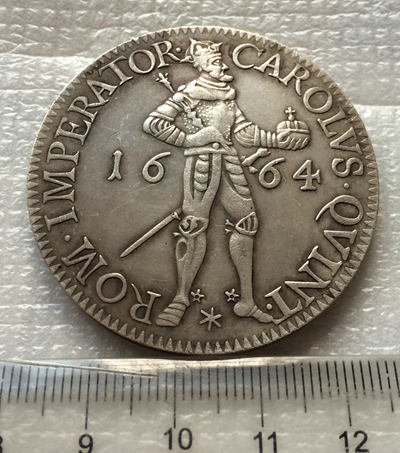 ROM·IMPERATOR·CAROLVS·QVINT·
16 64
9 10 11 12